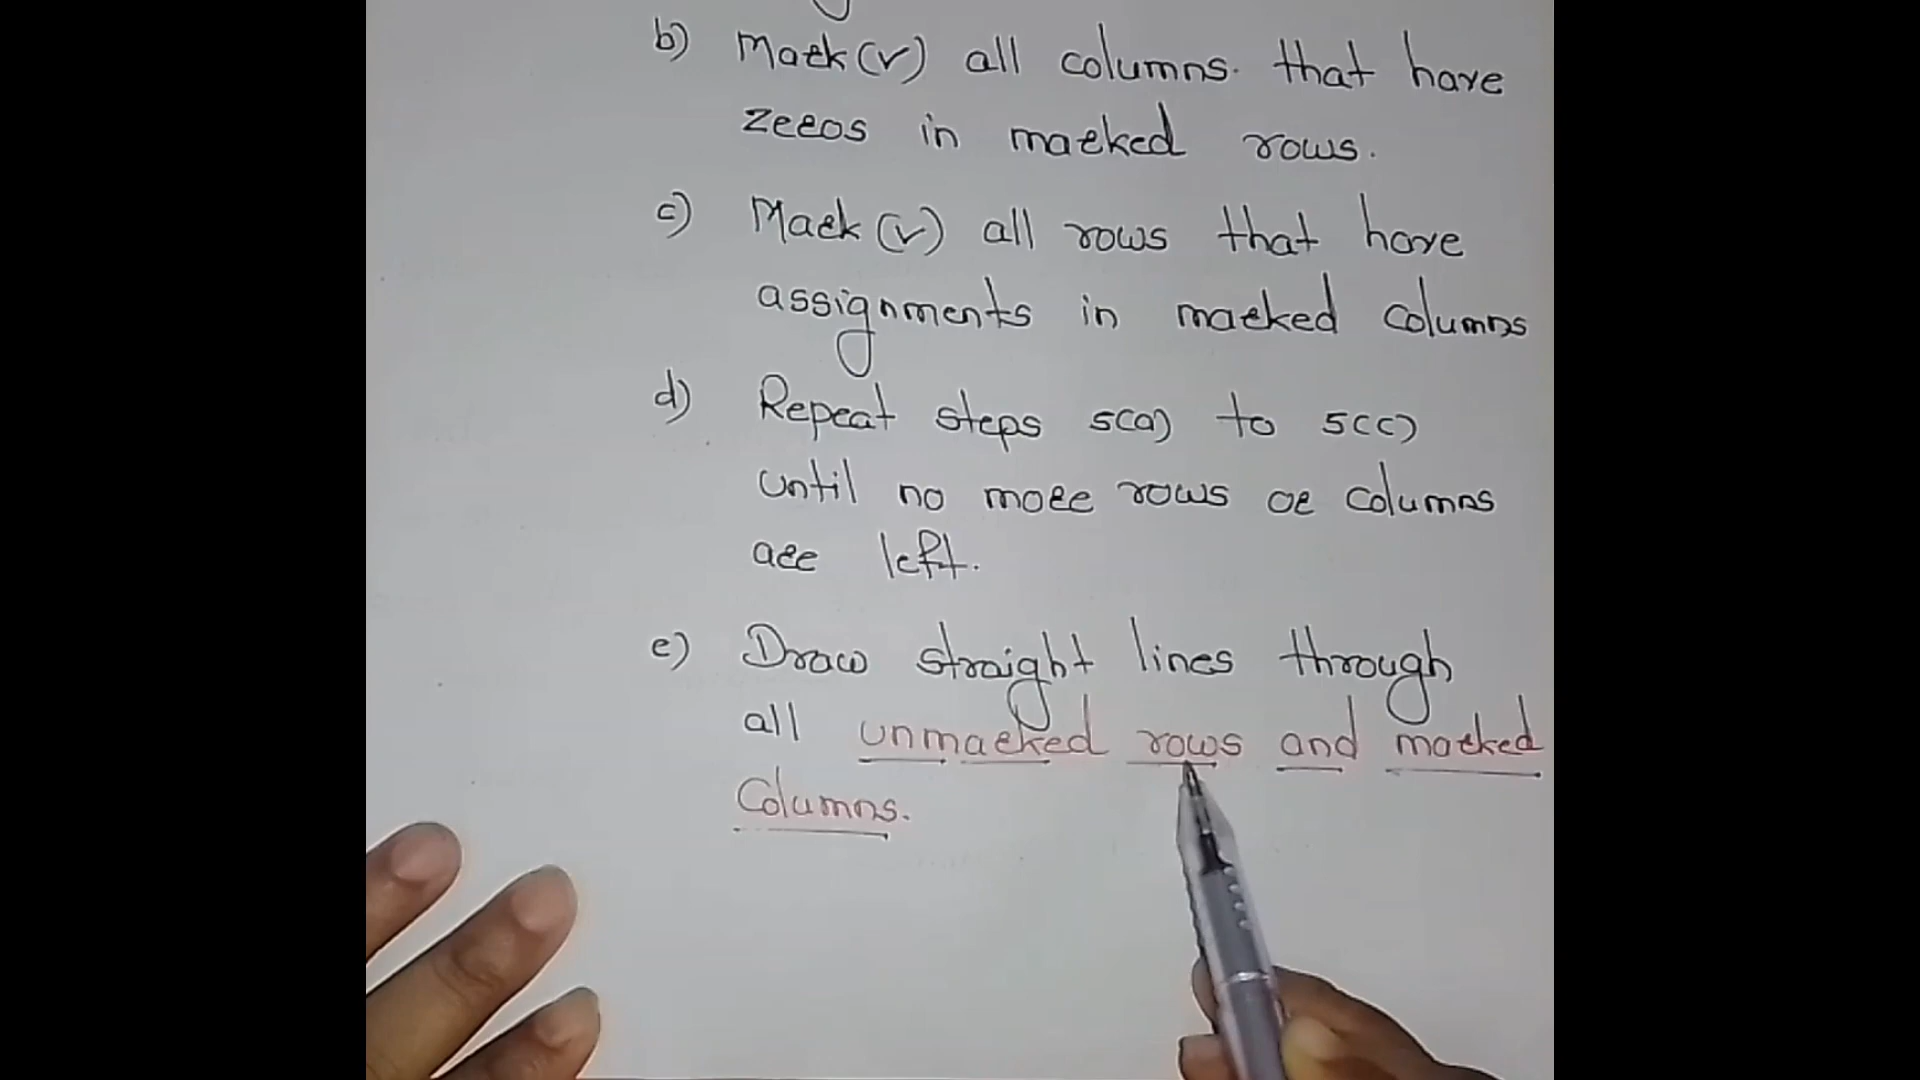 b) Mark (✓) all columns. that have
zeros in marked rows.
c) Mark (✓) all rows that have
assignments in marked columns
d) Repeat steps 5(a) to 5(c)
until no more rows or columns
are left.
e) Draw straight lines through
all unmarked rows and marked
columns.